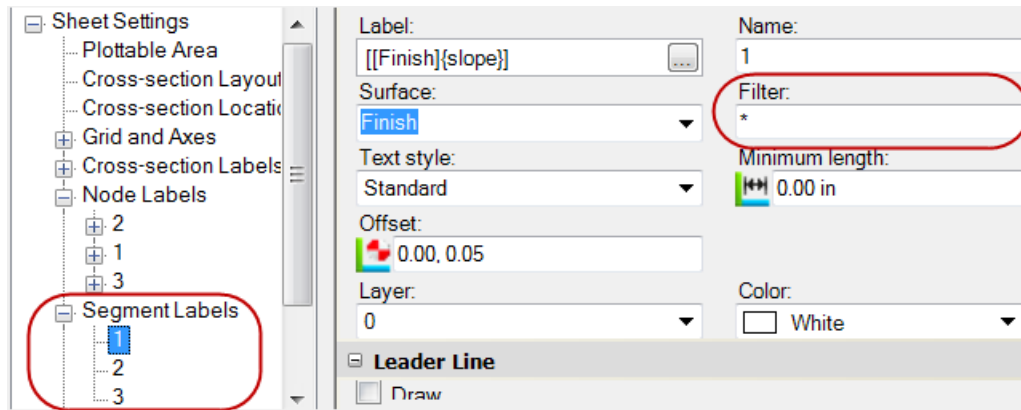 Sheet Settings
Plottable Area
Cross-section Layout
Cross-section Locatio
Grid and Axes
Cross-section Labels
Node Labels
2
1
3
Segment Labels
1
2
3
Label:
Name:
[[Finish]{slope}]
...
1
Surface:
Filter:
Finish
*
Text style:
Minimum length:
Standard
0.00 in
Offset:
0.00, 0.05
Layer:
Color:
0
White
Leader Line
Draw